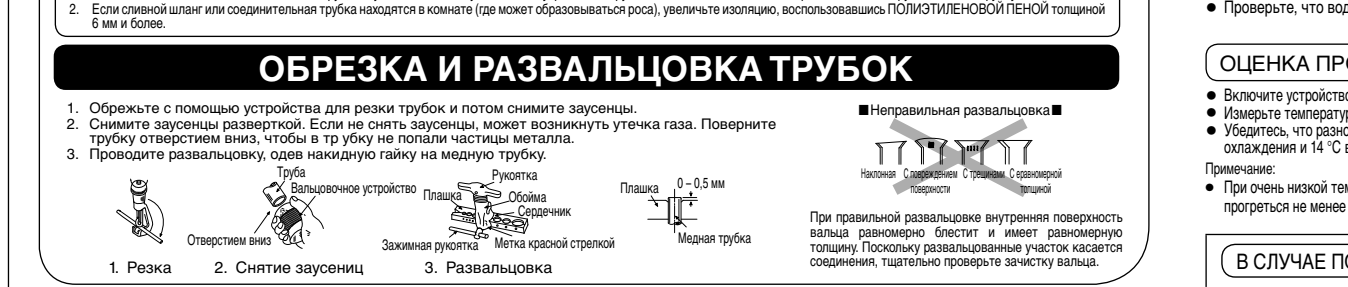 2. Если сливной шланг или соединительная трубка находятся в комнате (где может образовываться роса), увеличьте изоляцию, воспользовавшись ПОЛИЭТИЛЕНОВОЙ ПЕНОЙ толщиной
6 мм и более.
ОБРЕЗКА И РАЗВАЛЬЦОВКА ТРУБОК
1. Обрежьте с помощью устройства для резки трубок и потом снимите заусенцы.
2. Снимите заусенцы разверткой. Если не снять заусенцы, может возникнуть утечка газа. Поверните
трубку отверстием вниз, чтобы в тр убку не попали частицы металла.
3. Проводите развальцовку, одев накидную гайку на медную трубку.
Труба
Вальцовочное устройство
Отверстием вниз
Рукоятка
Плашка
Обойма
Сердечник
Зажимная рукоятка
Метка красной стрелкой
Плашка
0 – 0,5 мм
Медная трубка
1. Резка
2. Снятие заусениц
3. Развальцовка
■Неправильная развальцовка■
Наклонная
С повреждением
поверхности
С трещинами
С еравномерной
толщиной
При правильной развальцовке внутренняя поверхность
вальца равномерно блестит и имеет равномерную
толщину. Поскольку развальцованные участок касается
соединения, тщательно проверьте зачистку вальца.
● Проверьте, что вод
ОЦЕНКА ПРО
● Включите устройство
● Измерьте температур
● Убедитесь, что разно
охлаждения и 14 °C в
Примечание:
● При очень низкой тем
прогреться не менее
В СЛУЧАЕ ПО